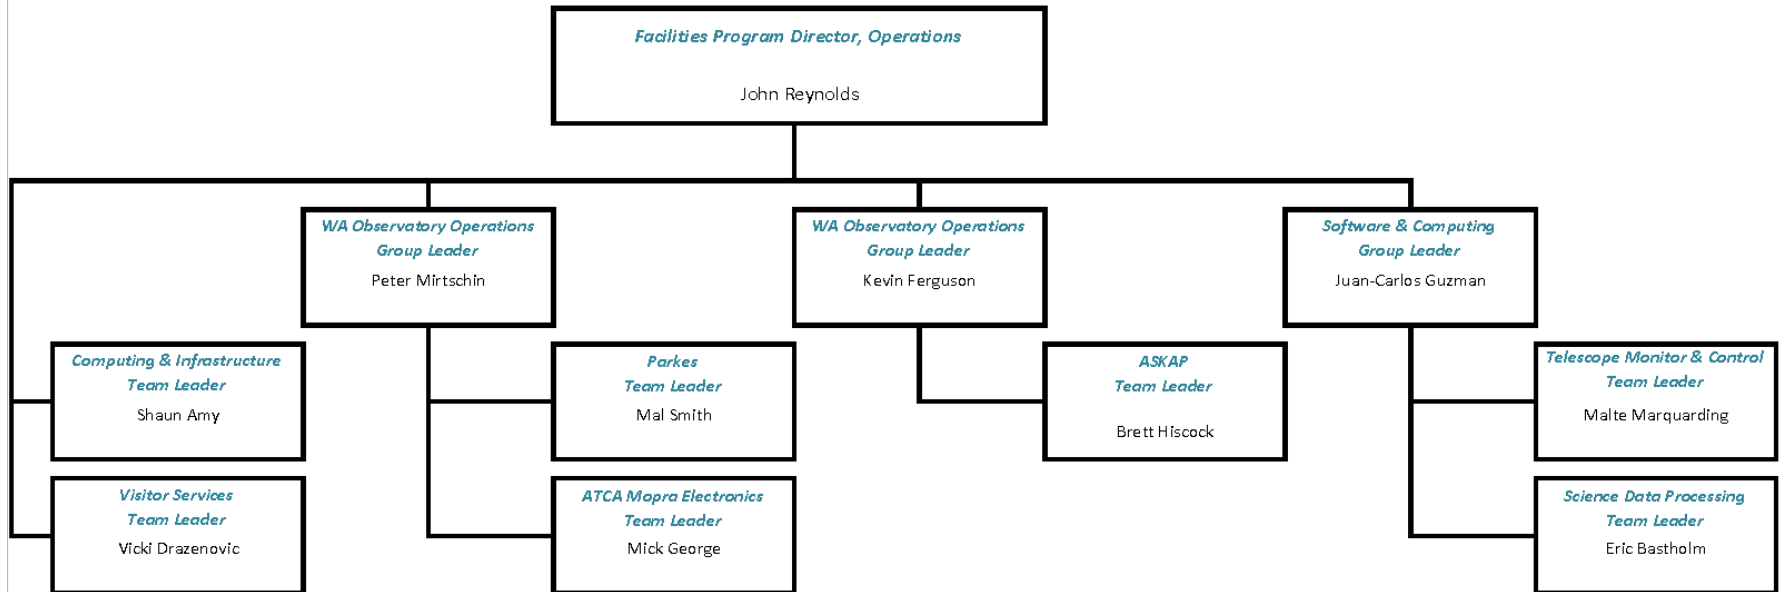 Facilities Program Director, Operations
John Reynolds
WA Observatory Operations
Group Leader
Peter Mirtschin
WA Observatory Operations
Group Leader
Kevin Ferguson
Software & Computing
Group Leader
Juan-Carlos Guzman
Computing & Infrastructure
Team Leader
Shaun Amy
Parkes
Team Leader
Mal Smith
ASKAP
Team Leader
Brett Hiscock
Telescope Monitor & Control
Team Leader
Malte Marquarding
Visitor Services
Team Leader
Vicki Drazenovic
ATCA Mopra Electronics
Team Leader
Mick George
Science Data Processing
Team Leader
Eric Bastholm